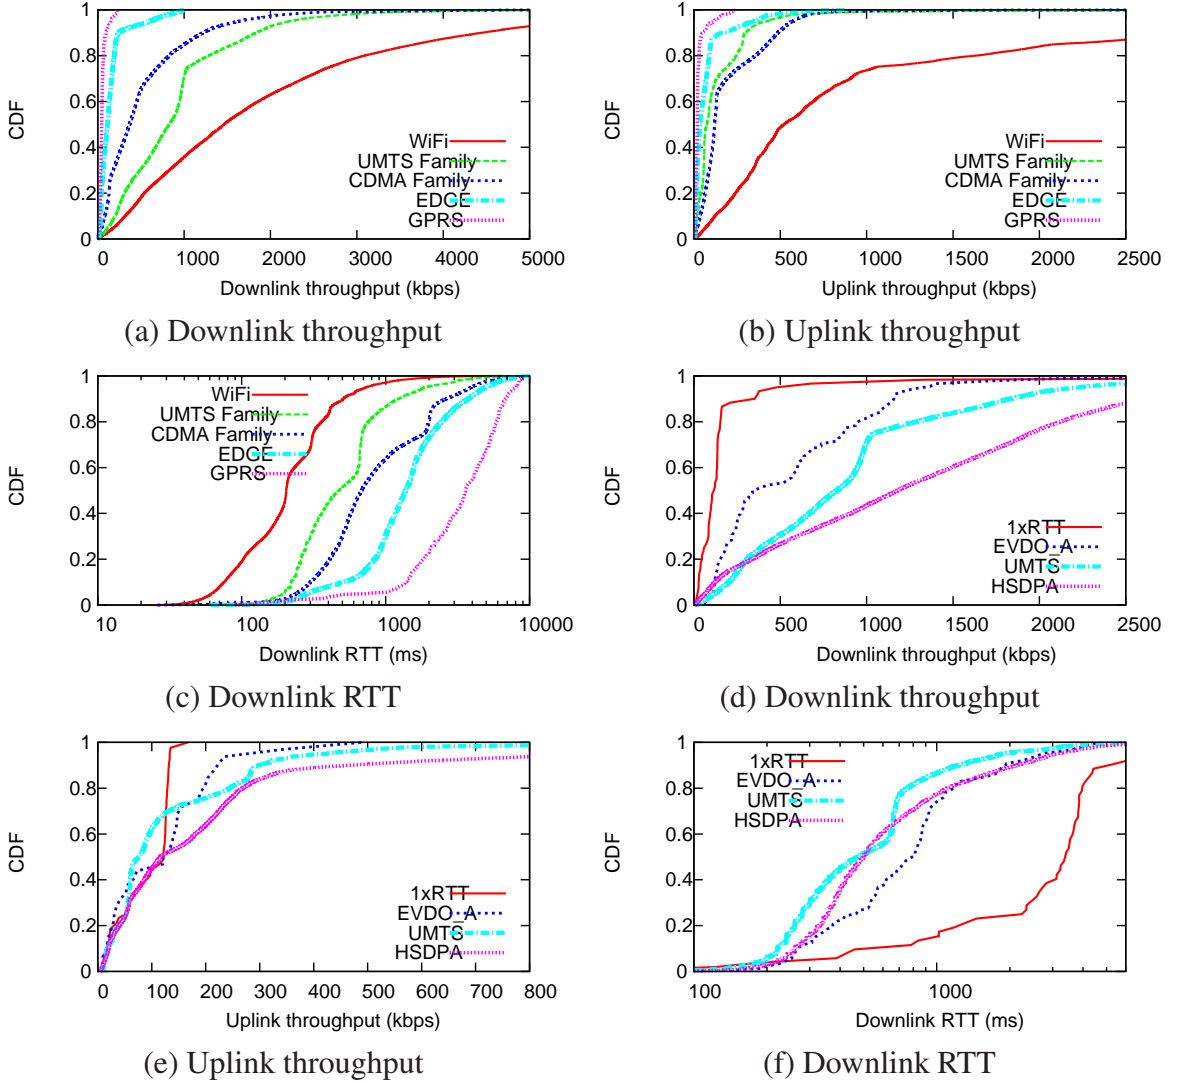 1
0.8
0.6
0.4
0.2
0
CDF
WiFi
UMTS Family
CDMA Family
EDGE
GPRS
0 1000 2000 3000 4000 5000
Downlink throughput (kbps)
(a) Downlink throughput
1
0.8
0.6
0.4
0.2
0
CDF
WiFi
UMTS Family
CDMA Family
EDGE
GPRS
0 500 1000 1500 2000 2500
Uplink throughput (kbps)
(b) Uplink throughput
1
0.8
0.6
0.4
0.2
0
CDF
WiFi
UMTS Family
CDMA Family
EDGE
GPRS
10 100 1000 10000
Downlink RTT (ms)
(c) Downlink RTT
1
0.8
0.6
0.4
0.2
0
CDF
1xRTT
EVDO_A
UMTS
HSDPA
0 500 1000 1500 2000 2500
Downlink throughput (kbps)
(d) Downlink throughput
1
0.8
0.6
0.4
0.2
0
CDF
1xRTT
EVDO_A
UMTS
HSDPA
0 100 200 300 400 500 600 700 800
Uplink throughput (kbps)
(e) Uplink throughput
1
0.8
0.6
0.4
0.2
0
CDF
1xRTT
EVDO_A
UMTS
HSDPA
100 1000
Downlink RTT (ms)
(f) Downlink RTT